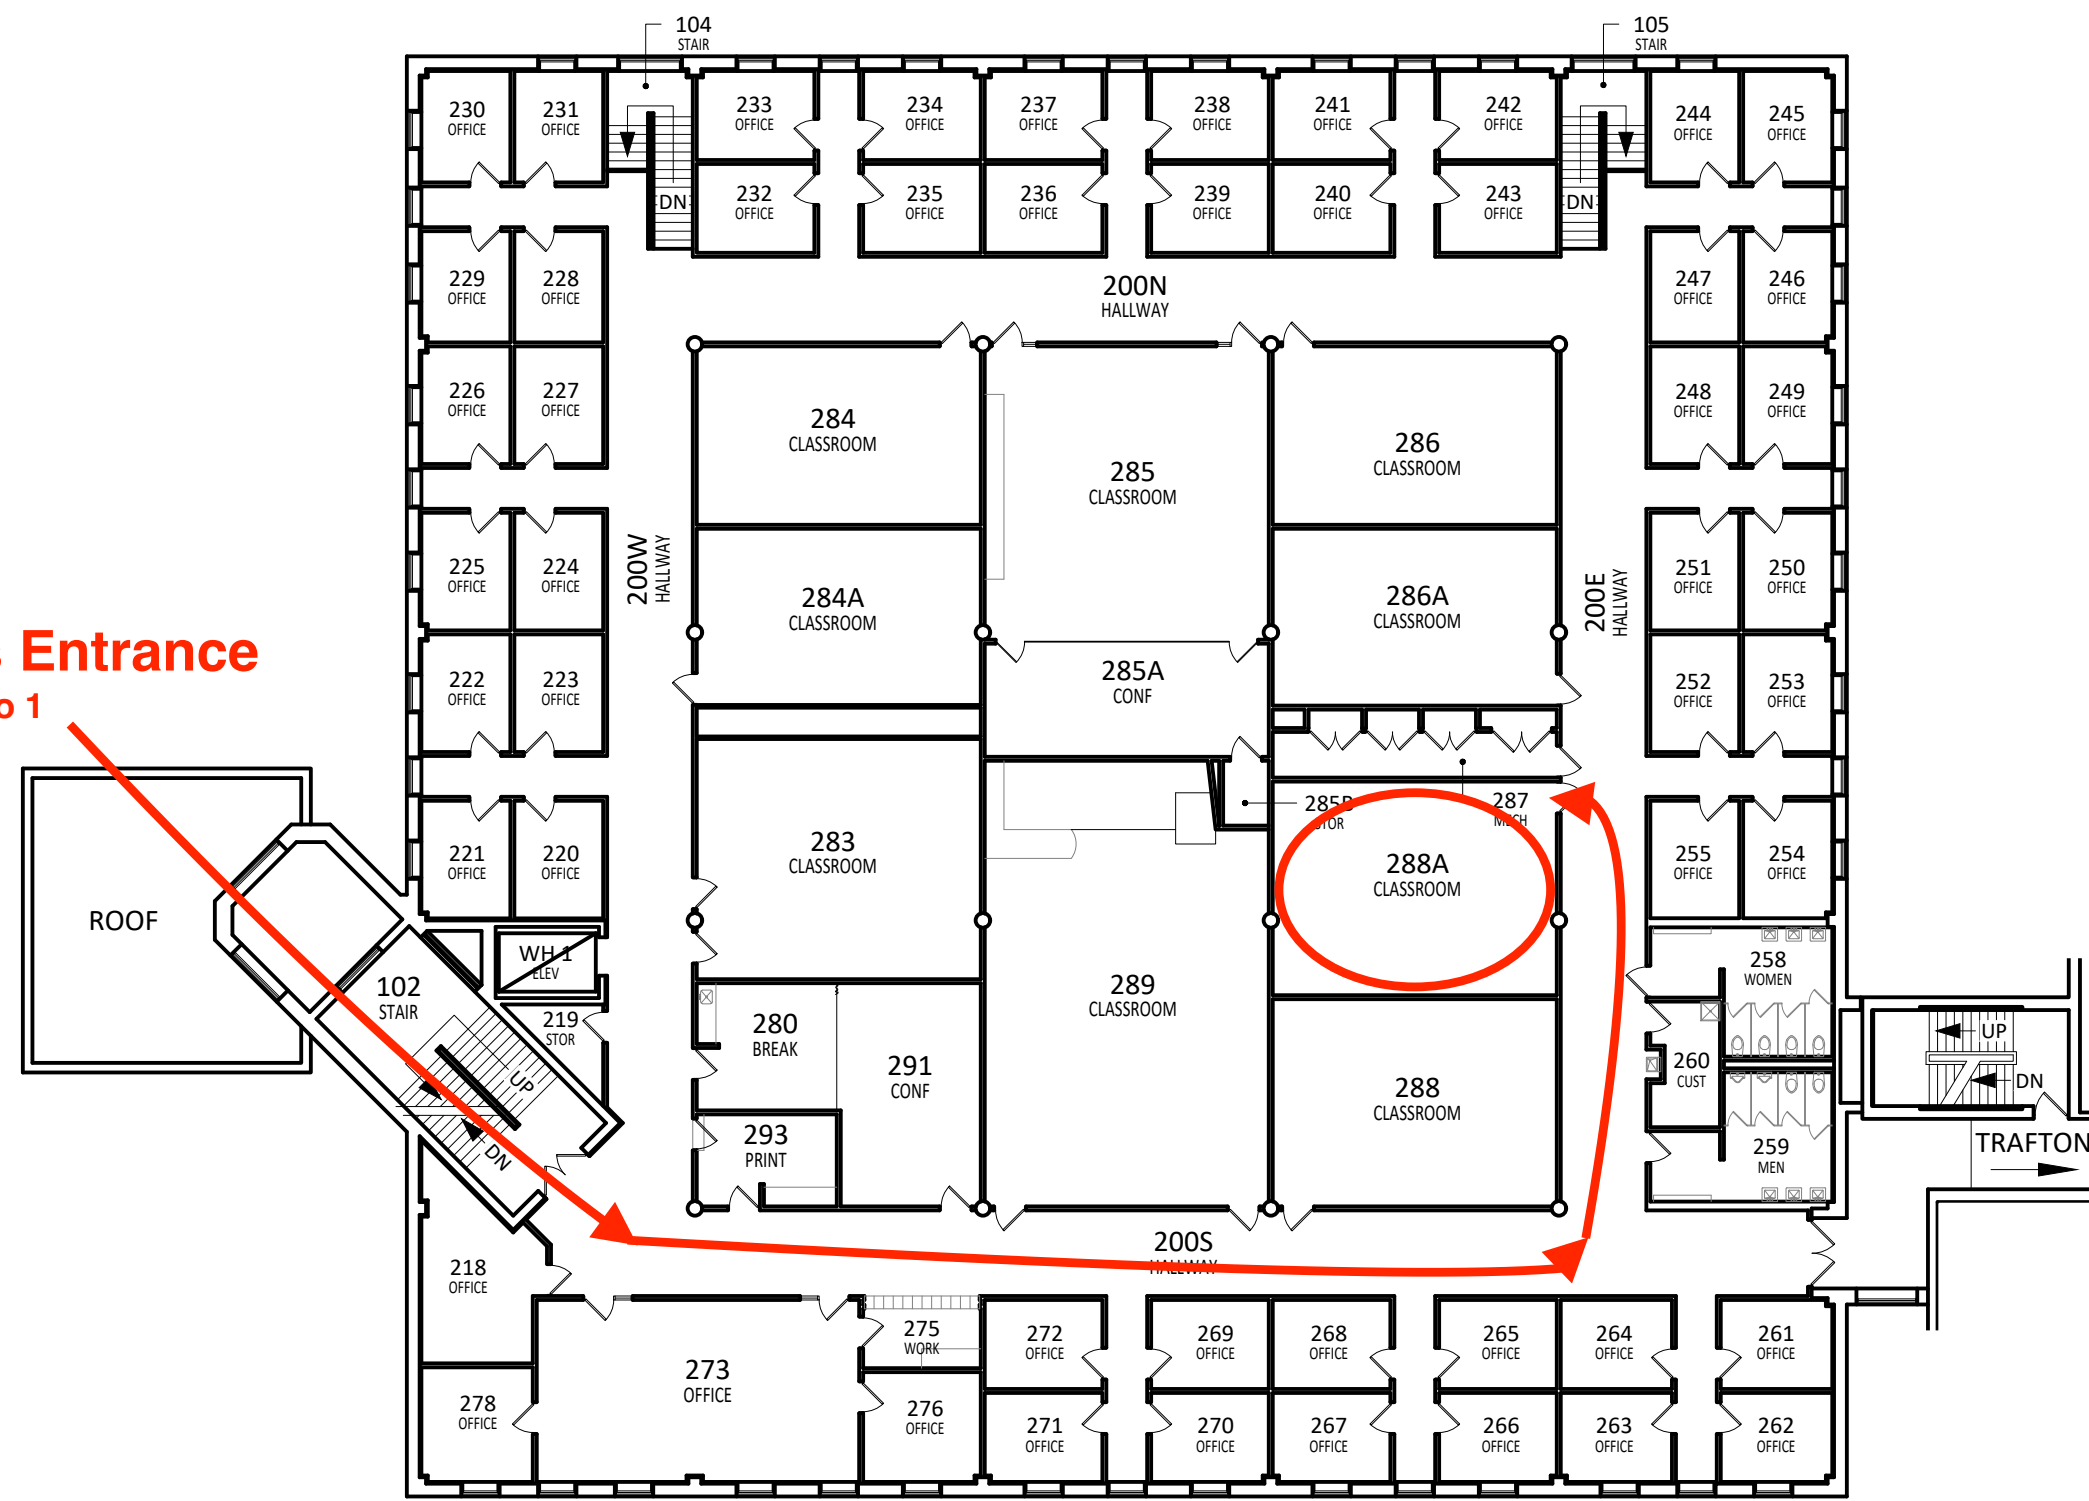 104
STAIR
105
STAIR
230
OFFICE
231
OFFICE
233
OFFICE
234
OFFICE
237
OFFICE
238
OFFICE
241
OFFICE
242
OFFICE
244
OFFICE
245
OFFICE
232
OFFICE
235
OFFICE
236
OFFICE
239
OFFICE
240
OFFICE
243
OFFICE
DN
DN
229
OFFICE
228
OFFICE
200N
HALLWAY
247
OFFICE
246
OFFICE
226
OFFICE
227
OFFICE
284
CLASSROOM
285
CLASSROOM
286
CLASSROOM
248
OFFICE
249
OFFICE
225
OFFICE
224
OFFICE
200W
HALLWAY
284A
CLASSROOM
286A
CLASSROOM
200E
HALLWAY
251
OFFICE
250
OFFICE
Entrance
1
222
OFFICE
223
OFFICE
285A
CONF
252
OFFICE
253
OFFICE
221
OFFICE
220
OFFICE
283
CLASSROOM
285B
STOR
287
MECH
288A
CLASSROOM
255
OFFICE
254
OFFICE
ROOF
WH 1
ELEV
102
STAIR
219
STOR
UP
DN
280
BREAK
291
CONF
293
PRINT
289
CLASSROOM
288
CLASSROOM
258
WOMEN
260
CUST
259
MEN
UP
DN
TRAFTON
200S
HALLWAY
218
OFFICE
278
OFFICE
273
OFFICE
275
WORK
276
OFFICE
272
OFFICE
269
OFFICE
268
OFFICE
265
OFFICE
264
OFFICE
261
OFFICE
271
OFFICE
270
OFFICE
267
OFFICE
266
OFFICE
263
OFFICE
262
OFFICE